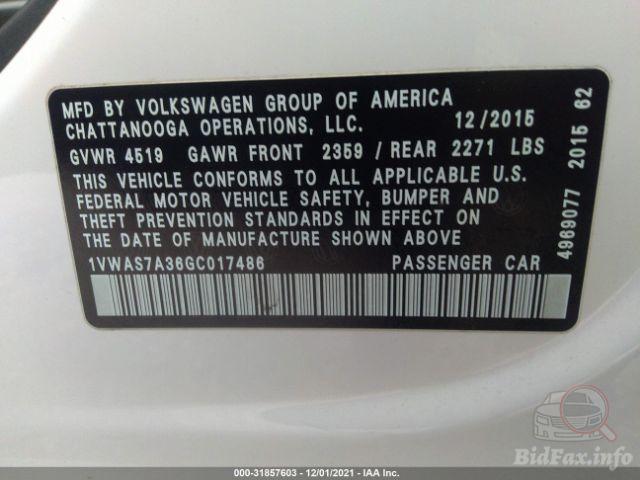 MFD BY VOLKSWAGEN GROUP OF AMERICA
CHATTANOOGA OPERATIONS, LLC. 12/2015
GVWR 4519 GAWR FRONT 2359 / REAR 2271 LBS
THIS VEHICLE CONFORMS TO ALL APPLICABLE U.S.
FEDERAL MOTOR VEHICLE SAFETY, BUMPER AND
THEFT PREVENTION STANDARDS IN EFFECT ON
THE DATE OF MANUFACTURE SHOWN ABOVE
1VWAS7A36GC017486 PASSENGER CAR
4969077 2015 62
BidFax.info
000-31857603 - 12/01/2021 - IAA Inc.